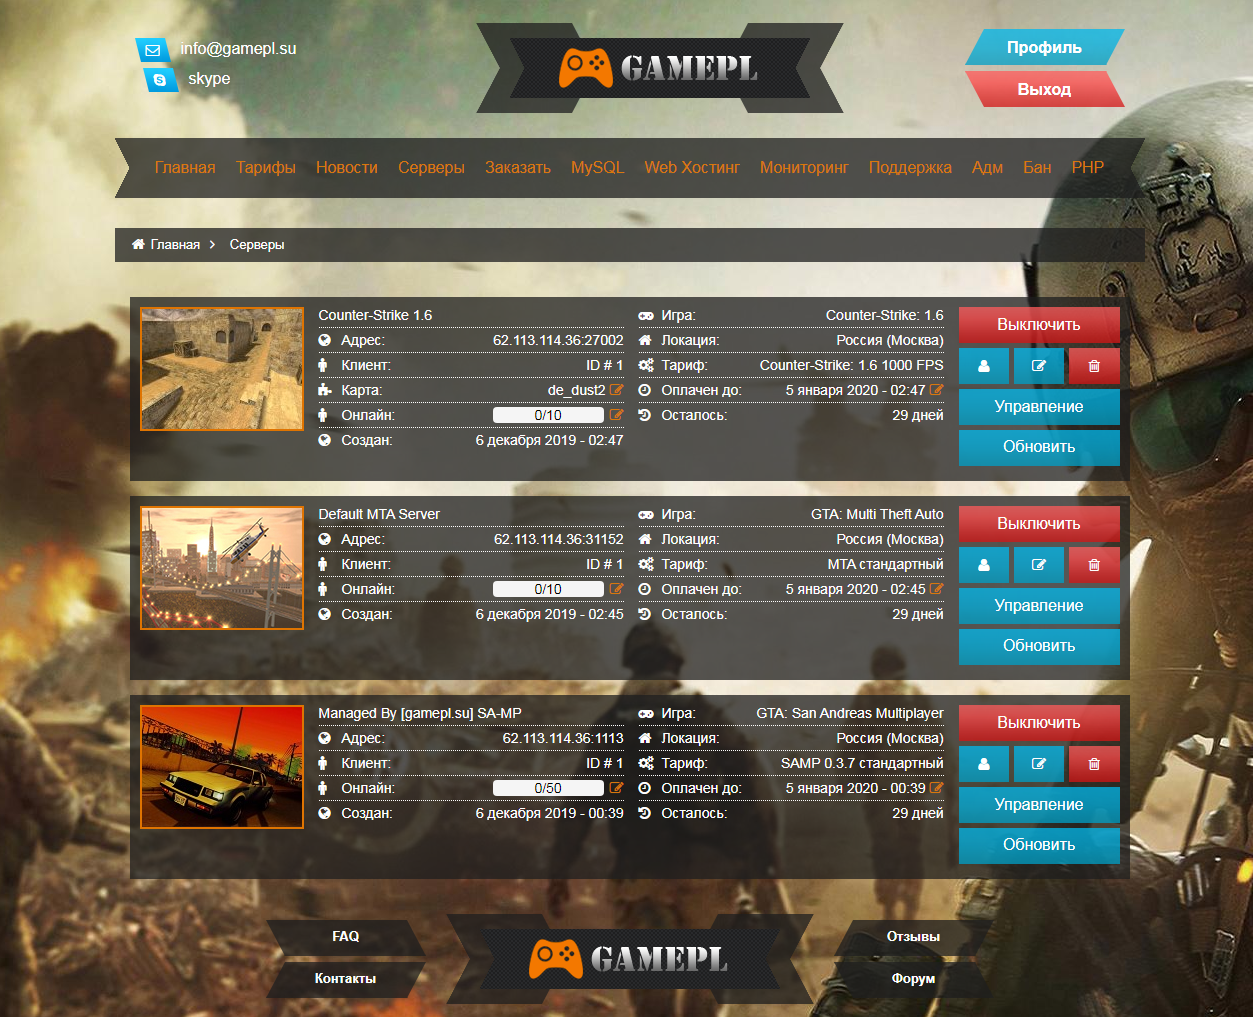 info@gamepl.su
skype
GAMEPL
Профиль
Выход
Главная Тарифы Новости Серверы Заказать MySQL Web Хостинг Мониторинг Поддержка Адм Бан PHP
Главная > Серверы
Counter-Strike 1.6
Адрес: 62.113.114.36:27002
Клиент: ID # 1
Карта: de_dust2
Онлайн: 0/10
Создан: 6 декабря 2019 - 02:47
Игра: Counter-Strike: 1.6
Локация: Россия (Москва)
Тариф: Counter-Strike: 1.6 1000 FPS
Оплачен до: 5 января 2020 - 02:47
Осталось: 29 дней
Выключить
Управление
Обновить
Default MTA Server
Адрес: 62.113.114.36:31152
Клиент: ID # 1
Онлайн: 0/10
Создан: 6 декабря 2019 - 02:45
Игра: GTA: Multi Theft Auto
Локация: Россия (Москва)
Тариф: MTA стандартный
Оплачен до: 5 января 2020 - 02:45
Осталось: 29 дней
Выключить
Управление
Обновить
Managed By [gamepl.su] SA-MP
Адрес: 62.113.114.36:1113
Клиент: ID # 1
Онлайн: 0/50
Создан: 6 декабря 2019 - 00:39
Игра: GTA: San Andreas Multiplayer
Локация: Россия (Москва)
Тариф: SAMP 0.3.7 стандартный
Оплачен до: 5 января 2020 - 00:39
Осталось: 29 дней
Выключить
Управление
Обновить
FAQ
Контакты
GAMEPL
Отзывы
Форум